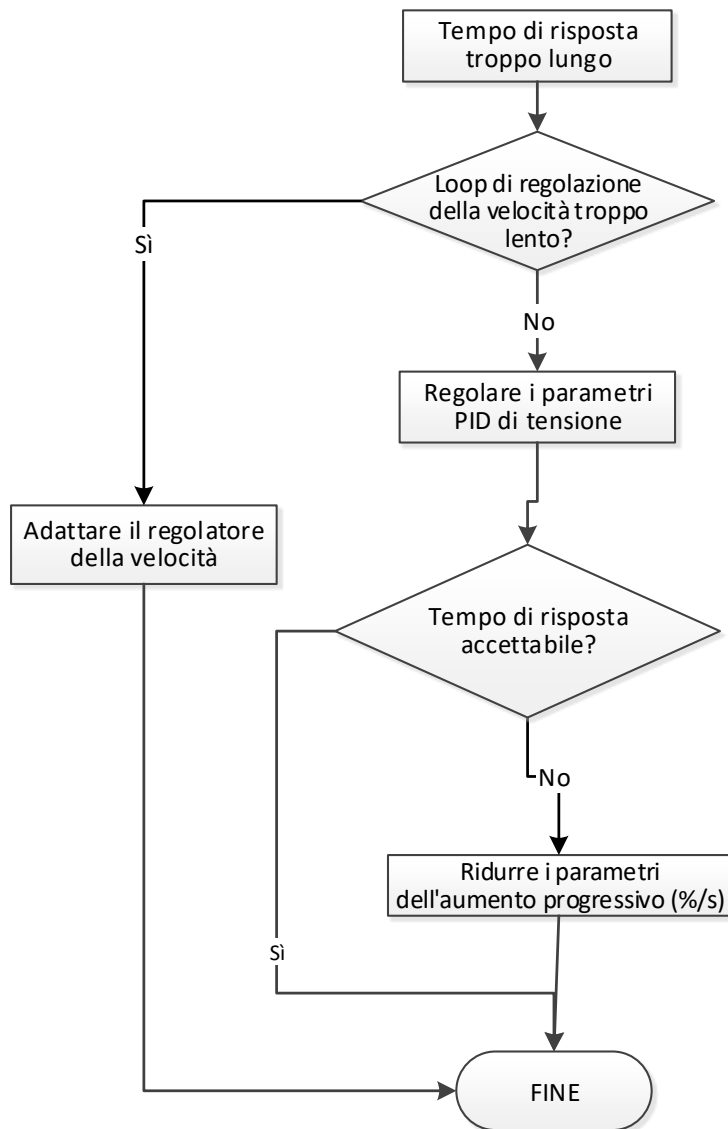 Tempo di risposta
troppo lungo
Loop di regolazione
della velocità troppo
lento?
Sì
No
Regolare i parametri
PID di tensione
Adattare il regolatore
della velocità
Tempo di risposta
accettabile?
No
Ridurre i parametri
dell'aumento progressivo (%/s)
Sì
FINE